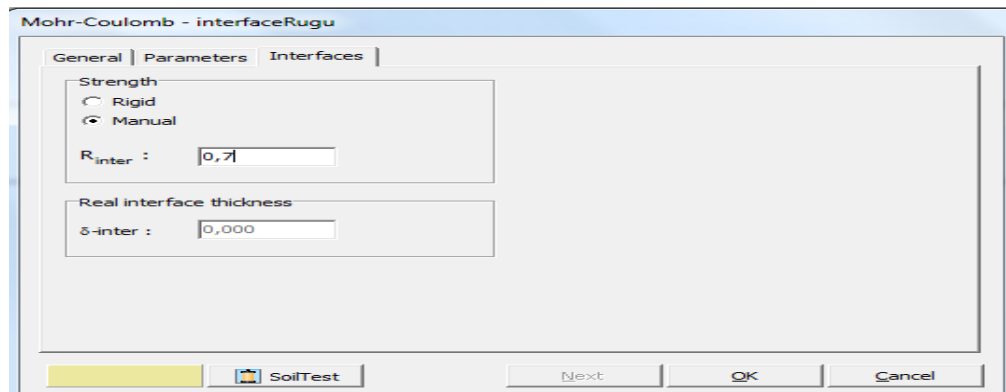 Mohr-Coulomb - interfaceRugu
General Parameters Interfaces
Strength
Rigid
Manual
Rinter : 0,7
Real interface thickness
δ-inter : 0,000
SoilTest Next OK Cancel